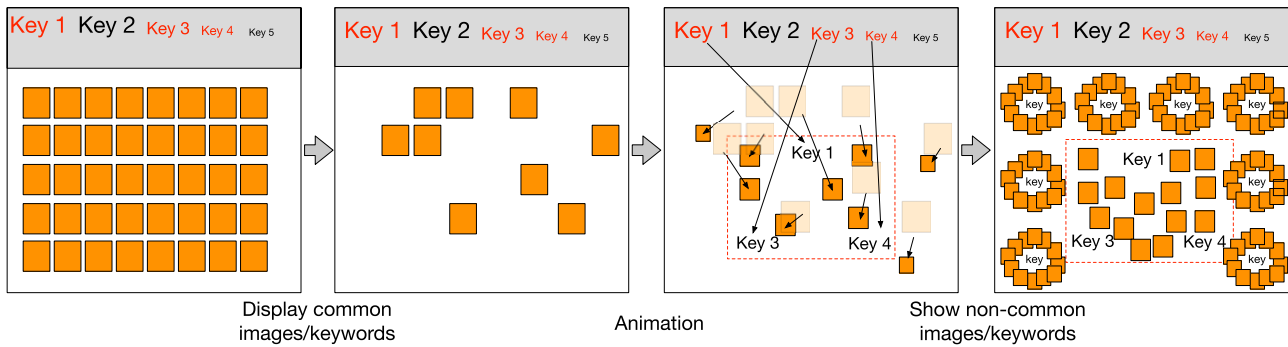 Key 1 Key 2 Key 3 Key 4 Key 5
Key 1 Key 2 Key 3 Key 4 Key 5
Key 1 Key 2 Key 3 Key 4 Key 5
Key 1
Key 3
Key 4
Key 1 Key 2 Key 3 Key 4 Key 5
key key key key
Key 1
key key
Key 3 Key 4
key key
Display common
images/keywords
Animation
Show non-common
images/keywords